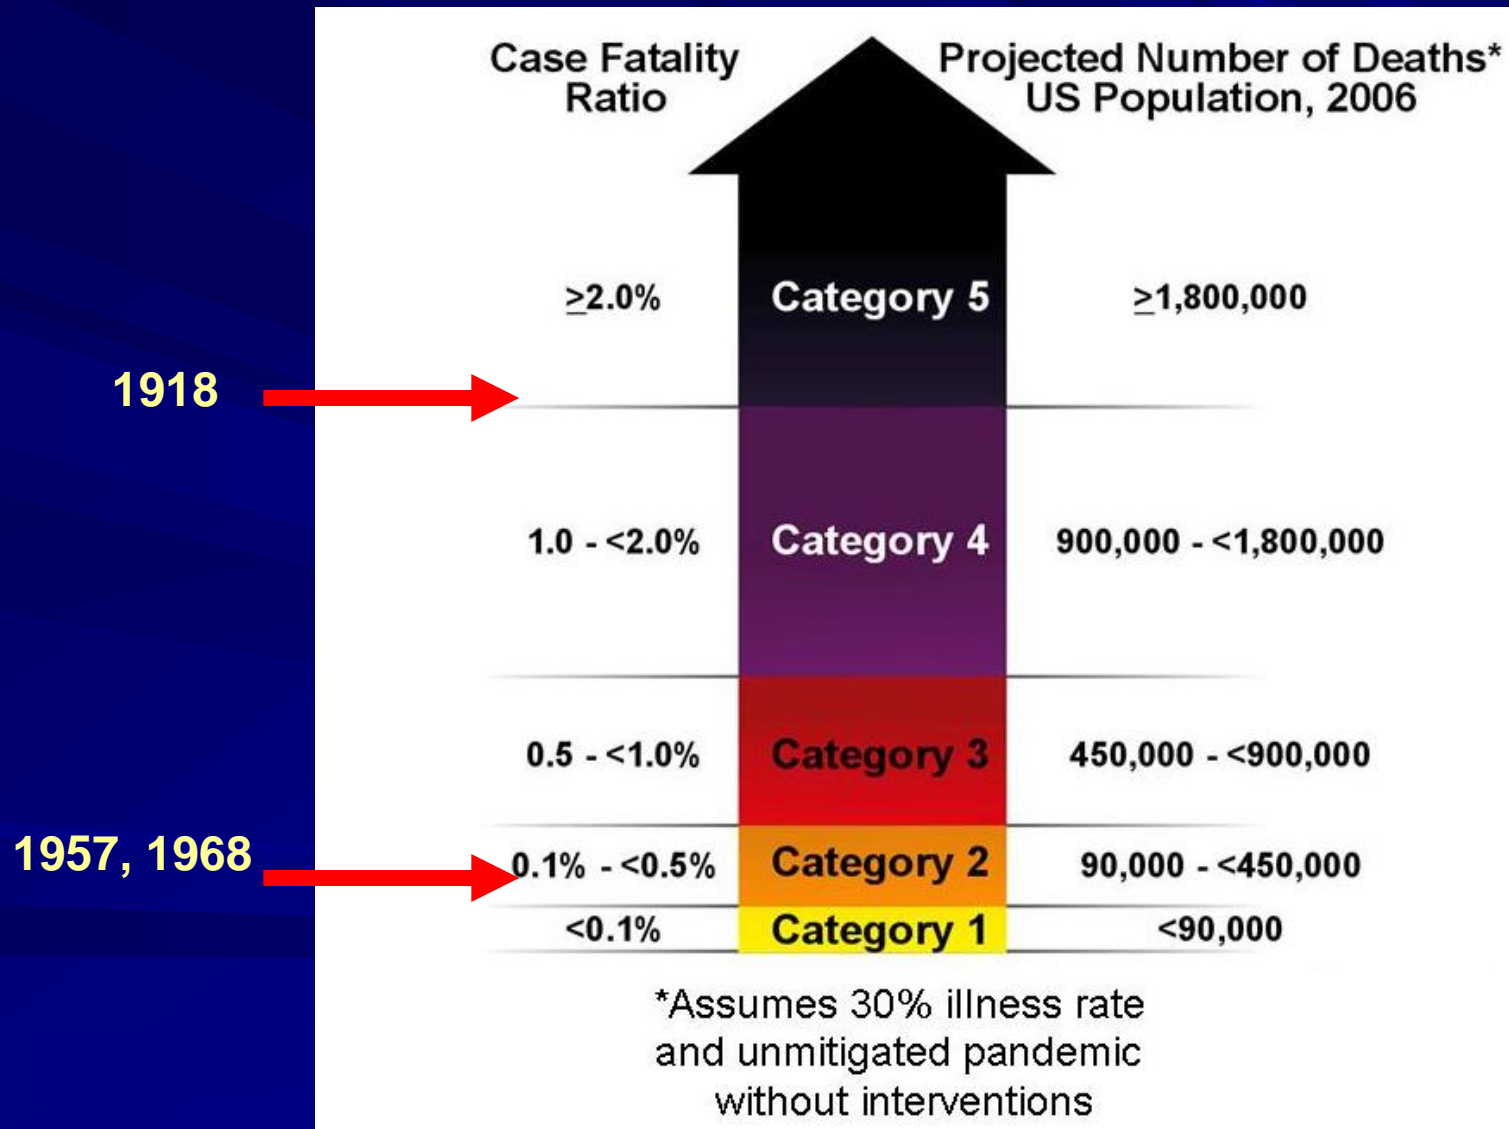 Case Fatality
Ratio
Projected Number of Deaths*
US Population, 2006
≥2.0%
Category 5
≥1,800,000
1918
1.0 - <2.0%
Category 4
900,000 - <1,800,000
0.5 - <1.0%
Category 3
450,000 - <900,000
1957, 1968
0.1% - <0.5%
Category 2
90,000 - <450,000
<0.1%
Category 1
<90,000
*Assumes 30% illness rate
and unmitigated pandemic
without interventions